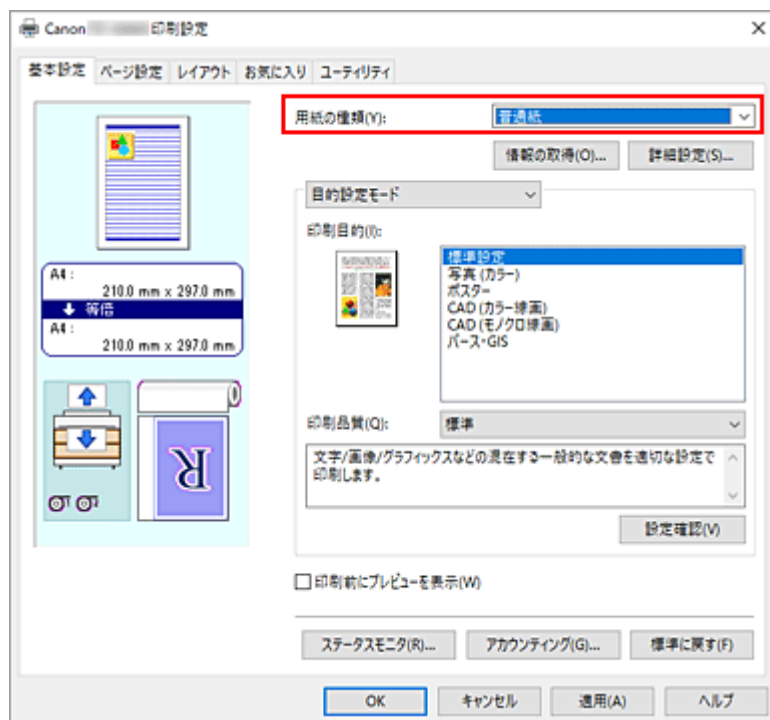 Canon 印刷設定
基本設定 ページ設定 レイアウト お気に入り ユーティリティ
用紙の種類(Y): 普通紙
情報の取得(O)... 詳細設定(S)...
目的設定モード
印刷目的(I):
標準設定
写真 (カラー)
ポスター
CAD (カラー線画)
CAD (モノクロ線画)
パース・GIS
A4 :
210.0 mm x 297.0 mm
等倍
A4 :
210.0 mm x 297.0 mm
R
印刷品質(Q): 標準
文字/画像/グラフィックスなどの混在する一般的な文書を適切な設定で
印刷します。
設定確認(V)
印刷前にプレビューを表示(W)
ステータスモニタ(R)... アカウンティング(G)... 標準に戻す(F)
OK キャンセル 適用(A) ヘルプ